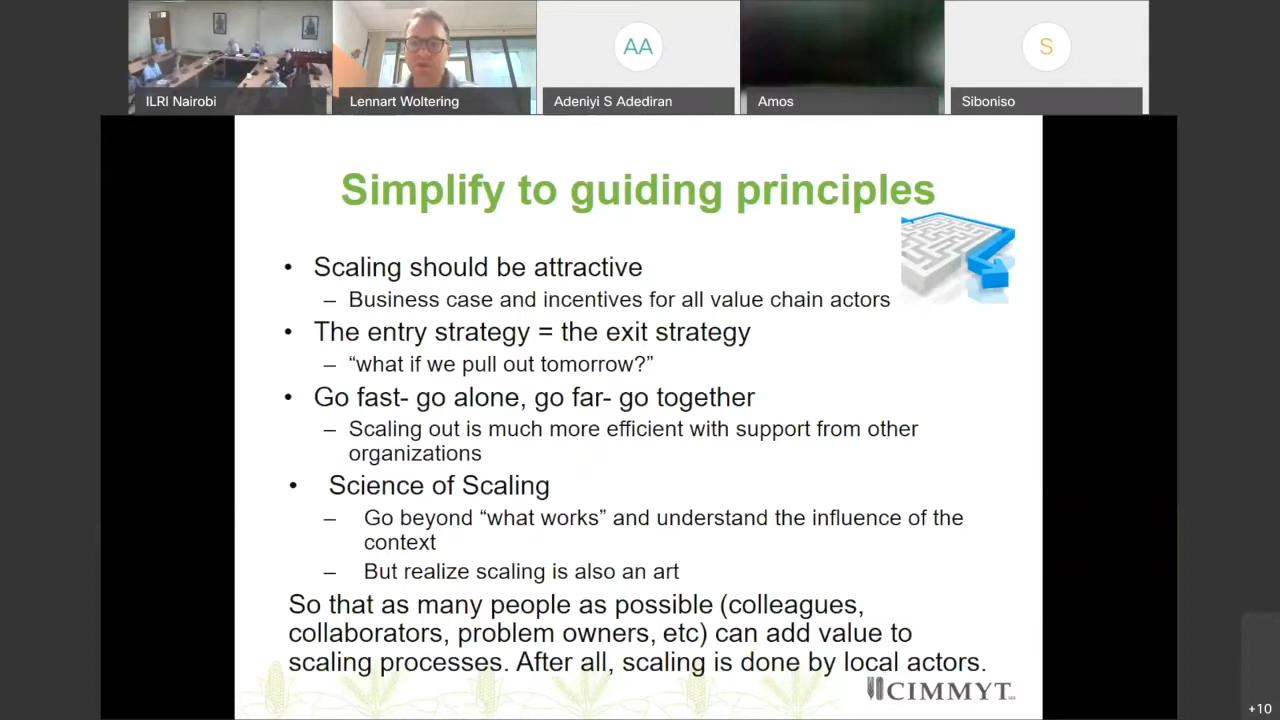 AA
S
ILRI Nairobi
Lennart Woltering
Adeniyi S Adediran
Amos
Siboniso
Simplify to guiding principles
• Scaling should be attractive
– Business case and incentives for all value chain actors
• The entry strategy = the exit strategy
– “what if we pull out tomorrow?”
• Go fast- go alone, go far- go together
– Scaling out is much more efficient with support from other
organizations
• Science of Scaling
– Go beyond “what works” and understand the influence of the
context
– But realize scaling is also an art
So that as many people as possible (colleagues,
collaborators, problem owners, etc) can add value to
scaling processes. After all, scaling is done by local actors.
CIMMYT
+10